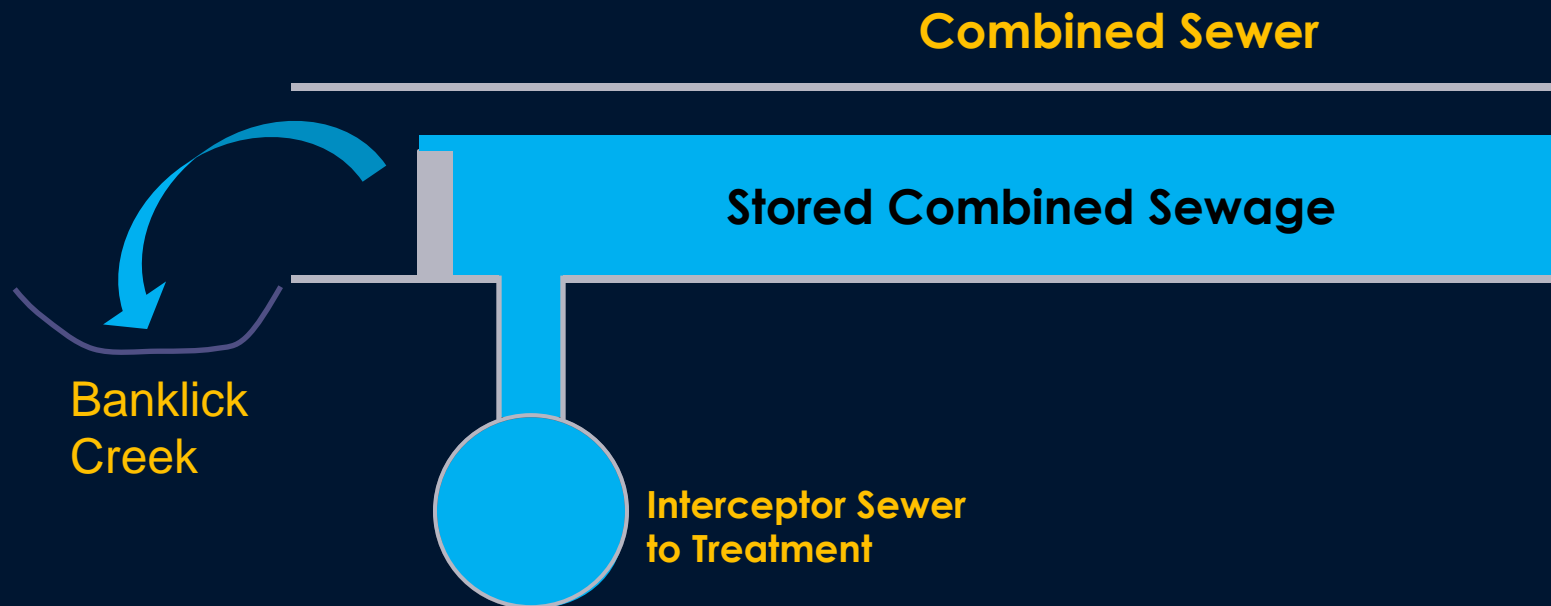 Combined Sewer
Stored Combined Sewage
Banklick
Creek
Interceptor Sewer
to Treatment